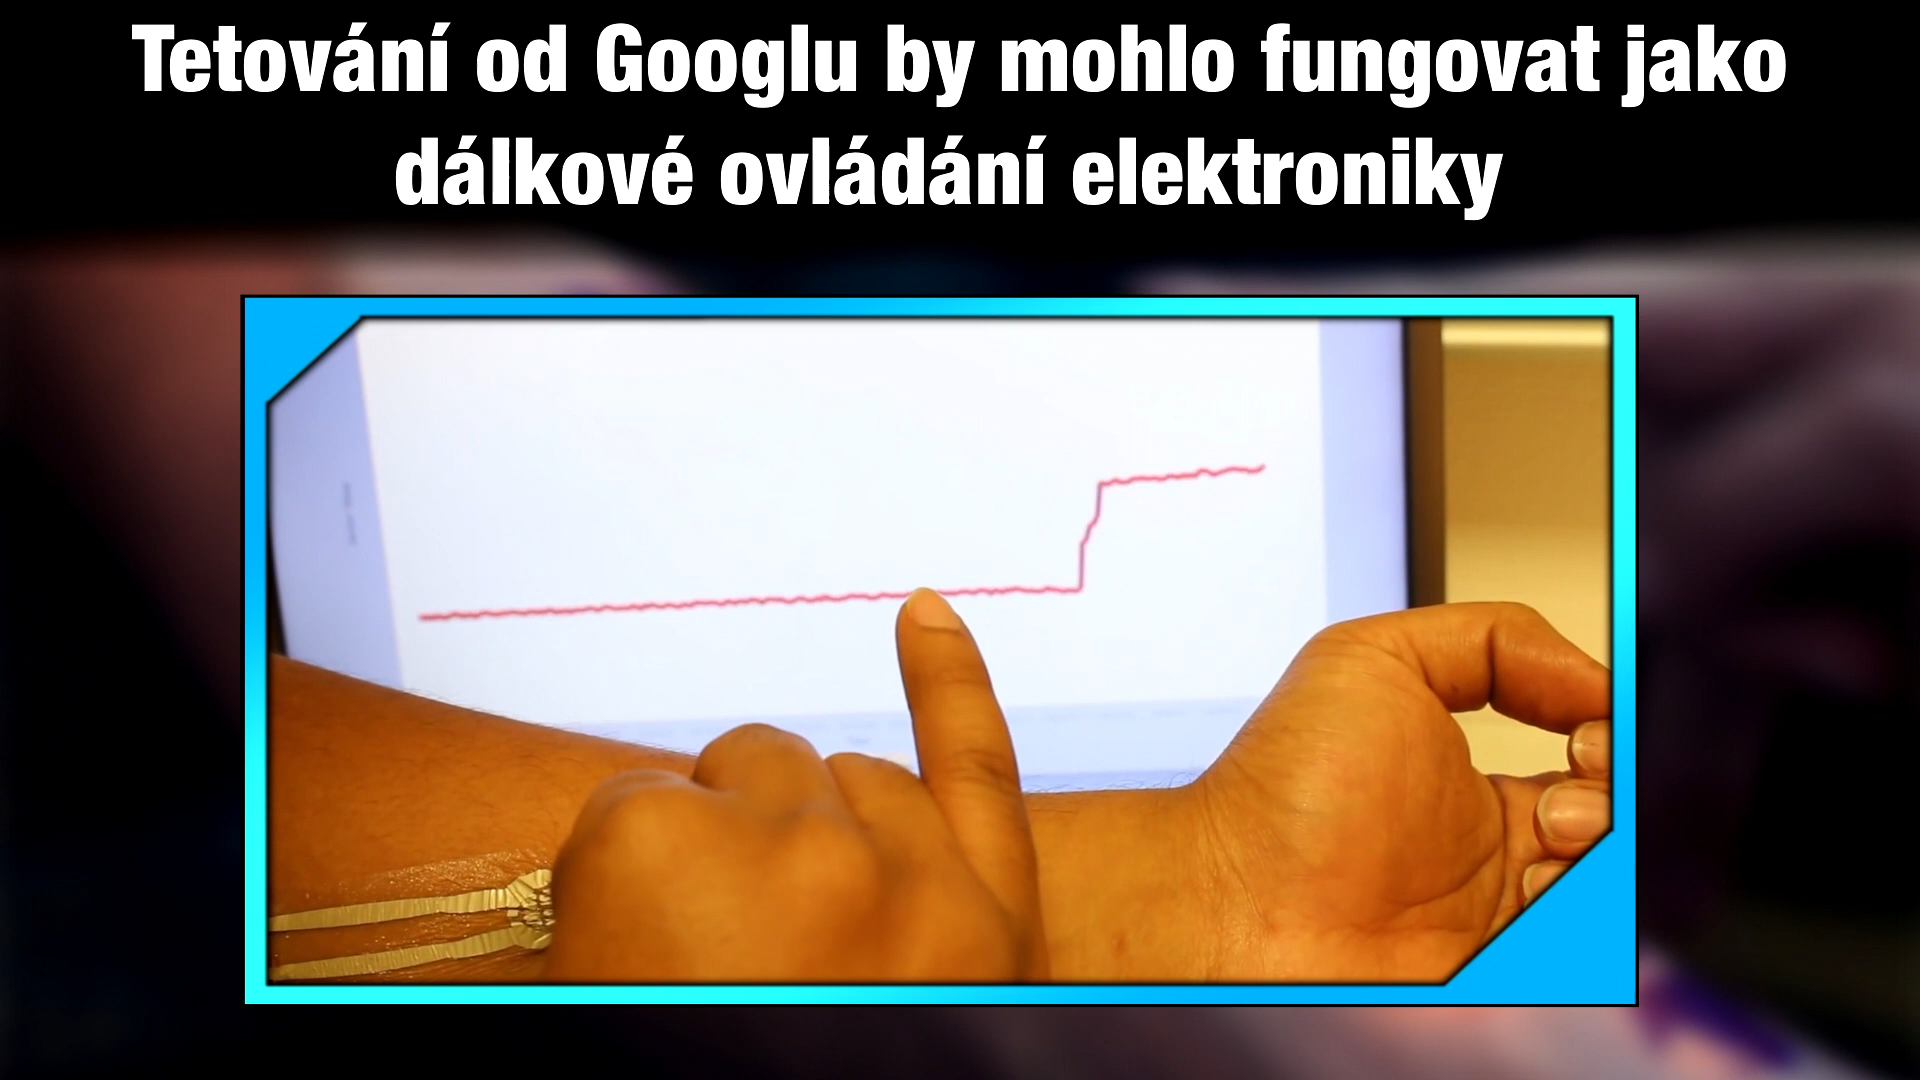 Tetování od Googlu by mohlo fungovat jako
dálkové ovládání elektroniky